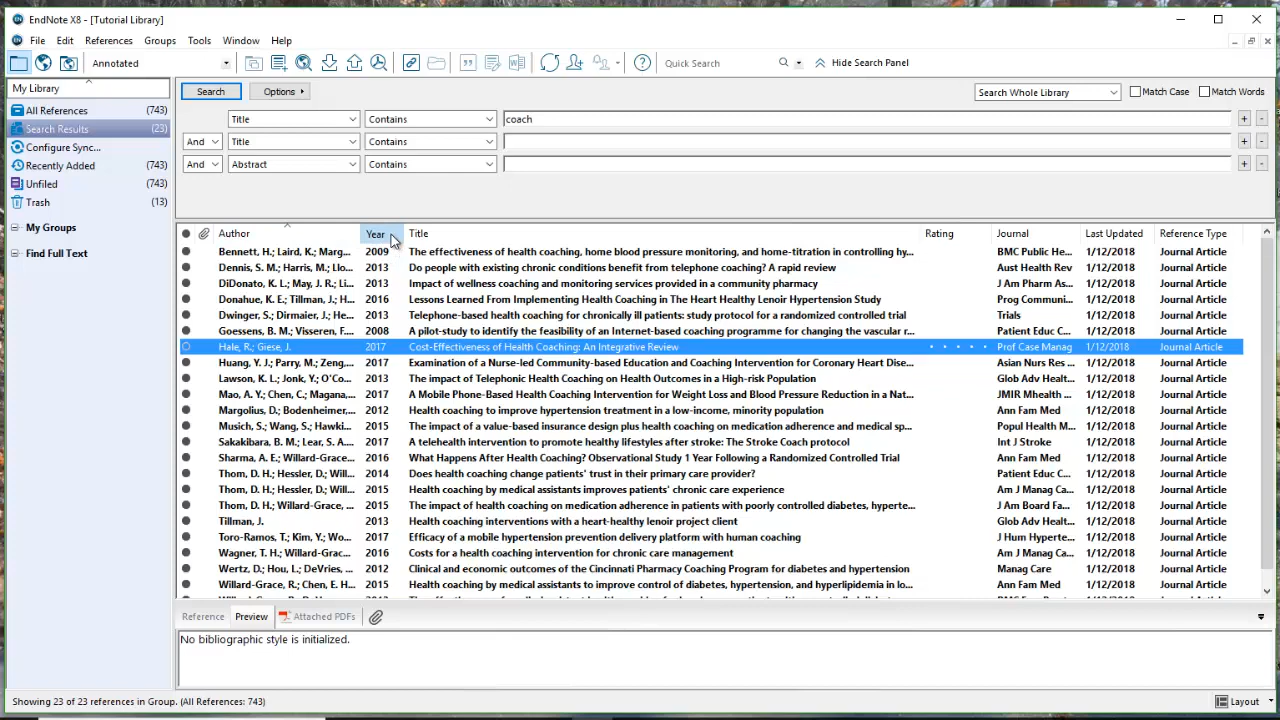 EndNote X8 - [Tutorial Library]
File Edit References Groups Tools Window Help
Annotated Quick Search Hide Search Panel
My Library
All References (743)
Search Results (23)
Configure Sync...
Recently Added (743)
Unfiled (743)
Trash (13)
My Groups
Find Full Text
Search Options Search Whole Library Match Case Match Words
Title Contains coach
And Title Contains
And Abstract Contains
Author Year Title Rating Journal Last Updated Reference Type
Bennett, H.; Laird, K.; Marg... 2009 The effectiveness of health coaching, home blood pressure monitoring, and home-titration in controlling hy... BMC Public He... 1/12/2018 Journal Article
Dennis, S. M.; Harris, M.; Llo... 2013 Do people with existing chronic conditions benefit from telephone coaching? A rapid review Aust Health Rev 1/12/2018 Journal Article
DiDonato, K. L.; May, J. R.; Li... 2013 Impact of wellness coaching and monitoring services provided in a community pharmacy J Am Pharm As... 1/12/2018 Journal Article
Donahue, K. E.; Tillman, J.; H... 2016 Lessons Learned From Implementing Health Coaching in The Heart Healthy Lenoir Hypertension Study Prog Communi... 1/12/2018 Journal Article
Dwinger, S.; Dirmaier, J.; He... 2013 Telephone-based health coaching for chronically ill patients: study protocol for a randomized controlled trial Trials 1/12/2018 Journal Article
Goessens, B. M.; Visseren, F.... 2008 A pilot-study to identify the feasibility of an Internet-based coaching programme for changing the vascular r... Patient Educ C... 1/12/2018 Journal Article
Hale, R.; Giese, J. 2017 Cost-Effectiveness of Health Coaching: An Integrative Review Prof Case Manag 1/12/2018 Journal Article
Huang, Y. J.; Parry, M.; Zeng,... 2017 Examination of a Nurse-led Community-based Education and Coaching Intervention for Coronary Heart Dise... Asian Nurs Res ... 1/12/2018 Journal Article
Lawson, K. L.; Jonk, Y.; O'Co... 2013 The impact of Telephonic Health Coaching on Health Outcomes in a High-risk Population Glob Adv Healt... 1/12/2018 Journal Article
Mao, A. Y.; Chen, C.; Magana,... 2017 A Mobile Phone-Based Health Coaching Intervention for Weight Loss and Blood Pressure Reduction in a Nat... JMIR Mhealth ... 1/12/2018 Journal Article
Margolius, D.; Bodenheimer,... 2012 Health coaching to improve hypertension treatment in a low-income, minority population Ann Fam Med 1/12/2018 Journal Article
Musich, S.; Wang, S.; Hawki... 2015 The impact of a value-based insurance design plus health coaching on medication adherence and medical sp... Popul Health M... 1/12/2018 Journal Article
Sakakibara, B. M.; Lear, S. A.... 2017 A telehealth intervention to promote healthy lifestyles after stroke: The Stroke Coach protocol Int J Stroke 1/12/2018 Journal Article
Sharma, A. E.; Willard-Grace... 2016 What Happens After Health Coaching? Observational Study 1 Year Following a Randomized Controlled Trial Ann Fam Med 1/12/2018 Journal Article
Thom, D. H.; Hessler, D.; Will... 2014 Does health coaching change patients' trust in their primary care provider? Patient Educ C... 1/12/2018 Journal Article
Thom, D. H.; Hessler, D.; Will... 2015 Health coaching by medical assistants improves patients' chronic care experience Am J Manag Ca... 1/12/2018 Journal Article
Thom, D. H.; Willard-Grace, ... 2015 The impact of health coaching on medication adherence in patients with poorly controlled diabetes, hyperte... J Am Board Fa... 1/12/2018 Journal Article
Tillman, J. 2013 Health coaching interventions with a heart-healthy lenoir project client Glob Adv Healt... 1/12/2018 Journal Article
Toro-Ramos, T.; Kim, Y.; Wo... 2017 Efficacy of a mobile hypertension prevention delivery platform with human coaching J Hum Hyperte... 1/12/2018 Journal Article
Wagner, T. H.; Willard-Grac... 2016 Costs for a health coaching intervention for chronic care management Am J Manag Ca... 1/12/2018 Journal Article
Wertz, D.; Hou, L.; DeVries, ... 2012 Clinical and economic outcomes of the Cincinnati Pharmacy Coaching Program for diabetes and hypertension Manag Care 1/12/2018 Journal Article
Willard-Grace, R.; Chen, E. H... 2015 Health coaching by medical assistants to improve control of diabetes, hypertension, and hyperlipidemia in lo... Ann Fam Med 1/12/2018 Journal Article
Reference Preview Attached PDFs
No bibliographic style is initialized.
Showing 23 of 23 references in Group. (All References: 743) Layout